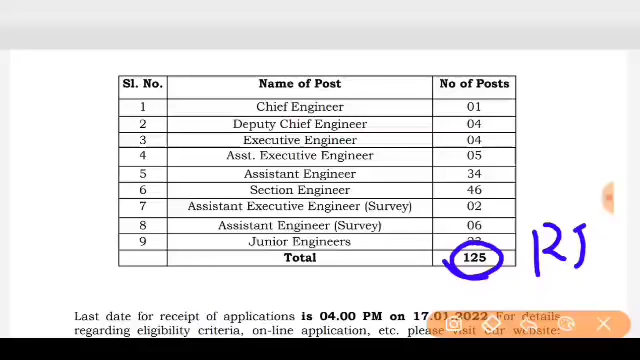 Sl. No. Name of Post No of Posts
1 Chief Engineer 01
2 Deputy Chief Engineer 04
3 Executive Engineer 04
4 Asst. Executive Engineer 05
5 Assistant Engineer 34
6 Section Engineer 46
7 Assistant Executive Engineer (Survey) 02
8 Assistant Engineer (Survey) 06
9 Junior Engineers 23
Total 125
125
Last date for receipt of applications is 04.00 PM on 17.01.2022 For details
regarding eligibility criteria, on-line application, etc. please visit our website: